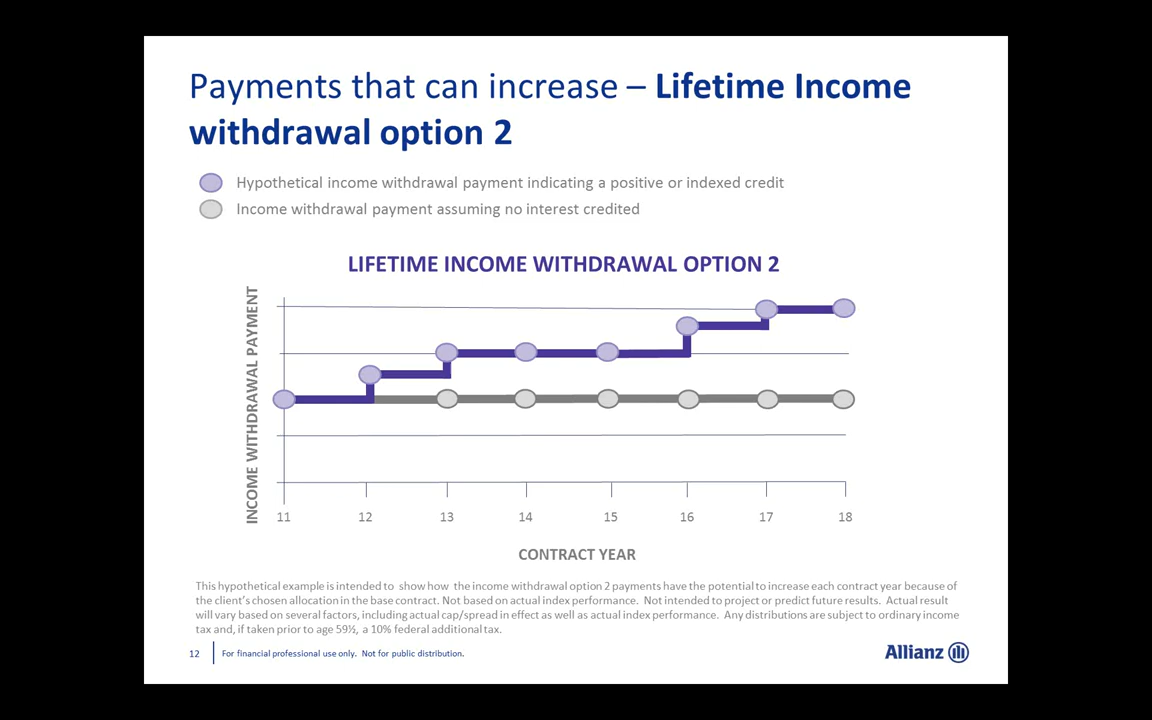 Payments that can increase – Lifetime Income
withdrawal option 2
Hypothetical income withdrawal payment indicating a positive or indexed credit
Income withdrawal payment assuming no interest credited
LIFETIME INCOME WITHDRAWAL OPTION 2
INCOME WITHDRAWAL PAYMENT
11 12 13 14 15 16 17 18
CONTRACT YEAR
This hypothetical example is intended to show how the income withdrawal option 2 payments have the potential to increase each contract year because of
the client's chosen allocation in the base contract. Not based on actual index performance. Not intended to project or predict future results. Actual result
will vary based on several factors, including actual cap/spread in effect as well as actual index performance. Any distributions are subject to ordinary income
tax and, if taken prior to age 59½, a 10% federal additional tax.
12 For financial professional use only. Not for public distribution.
Allianz